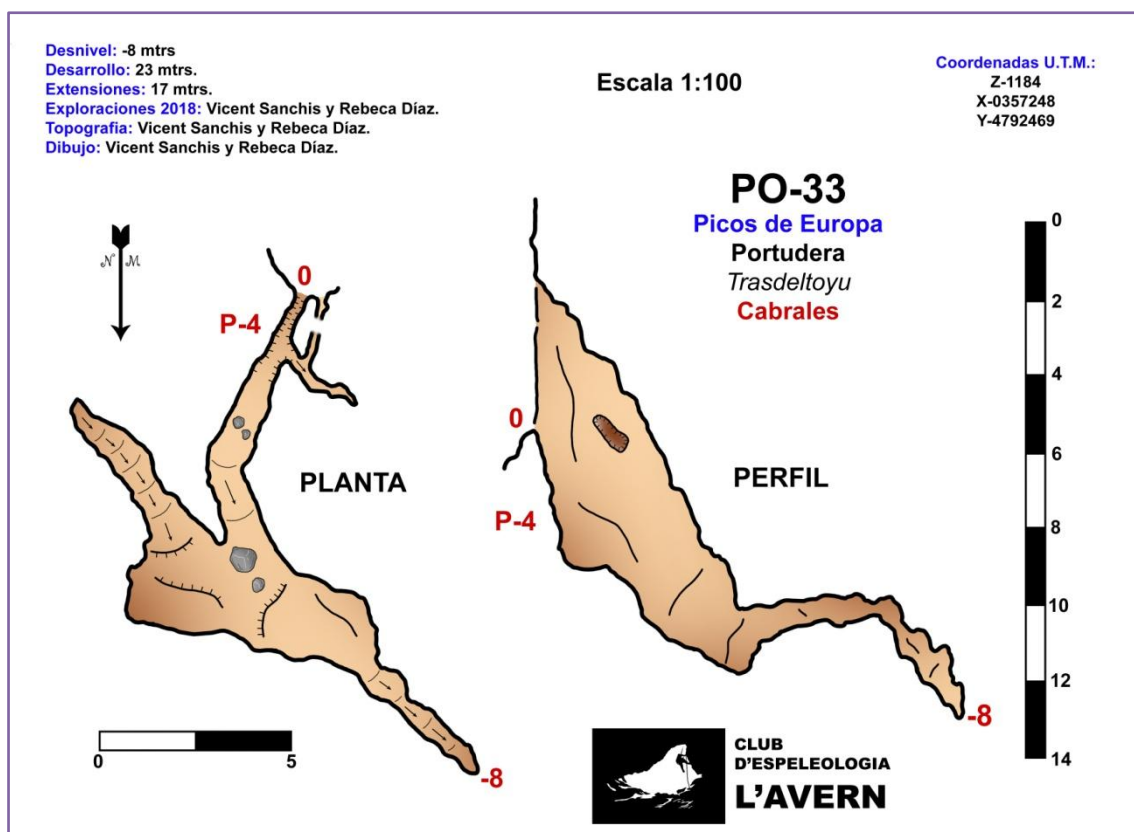 Desnivel: -8 mtrs
Desarrollo: 23 mtrs.
Extensiones: 17 mtrs.
Exploraciones 2018: Vicent Sanchis y Rebeca Díaz.
Topografia: Vicent Sanchis y Rebeca Díaz.
Dibujo: Vicent Sanchis y Rebeca Díaz.
Escala 1:100
Coordenadas U.T.M.:
Z-1184
X-0357248
Y-4792469
PO-33
Picos de Europa
Portudera
Trasdeltoyu
Cabrales
N M
0
P-4
PLANTA
-8
0 5
0
P-4
PERFIL
-8
0
2
4
6
8
10
12
14
CLUB
D'ESPELEOLOGIA
L'AVERN